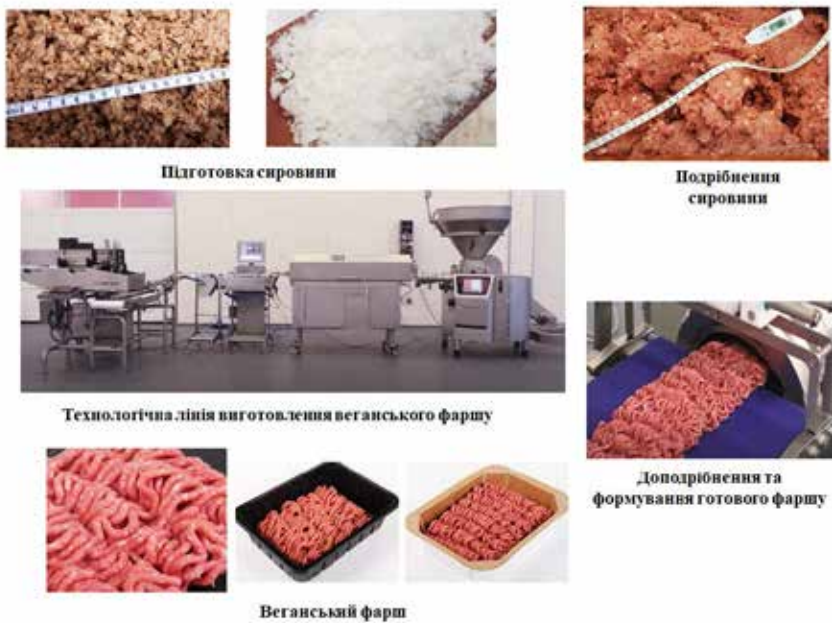 Підготовка сировини
Подрібнення
сировини
Технологічна лінія виготовлення веганського фаршу
Доподрібнення та
формування готового фаршу
Веганський фарш